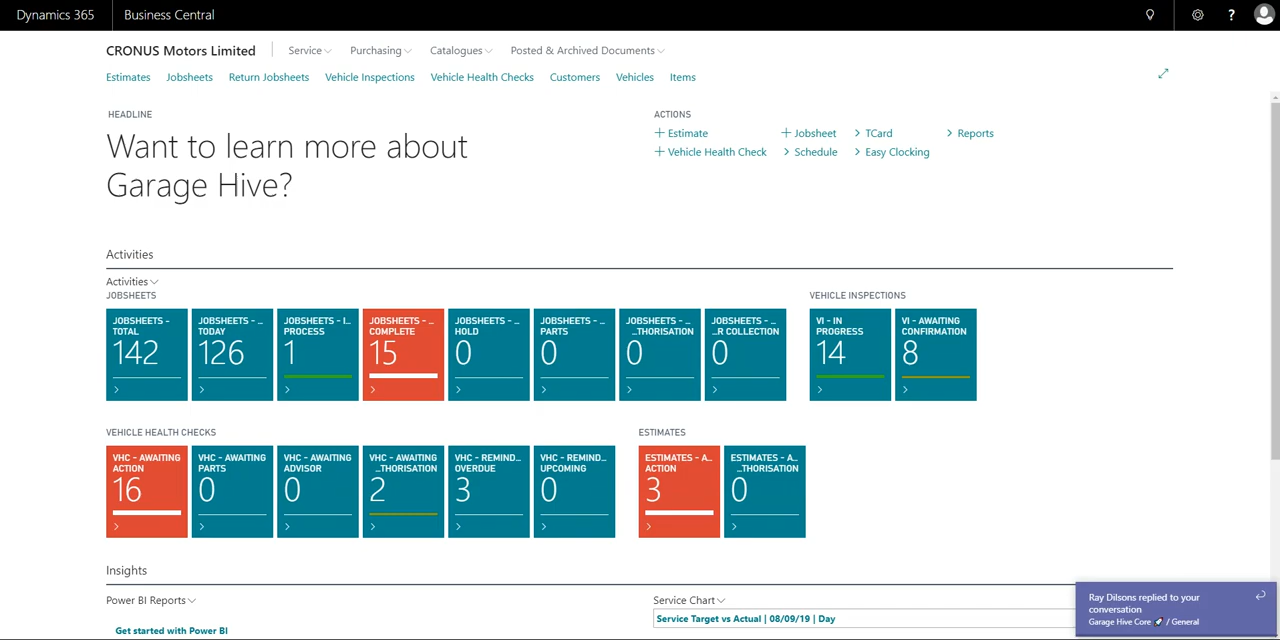 Dynamics 365
Business Central
?
CRONUS Motors Limited
Service
Purchasing
Catalogues
Posted & Archived Documents
Estimates
Jobsheets
Return Jobsheets
Vehicle Inspections
Vehicle Health Checks
Customers
Vehicles
Items
HEADLINE
Want to learn more about
Garage Hive?
ACTIONS
+ Estimate
+ Jobsheet
> TCard
> Reports
+ Vehicle Health Check
> Schedule
> Easy Clocking
Activities
Activities
JOBSHEETS
JOBSHEETS -
TOTAL
142
JOBSHEETS - ...
TODAY
126
JOBSHEETS - I...
PROCESS
1
JOBSHEETS - ...
COMPLETE
15
JOBSHEETS - ...
HOLD
0
JOBSHEETS - ...
PARTS
0
JOBSHEETS - ...
...THORISATION
0
JOBSHEETS - ...
...R COLLECTION
0
VEHICLE INSPECTIONS
VI - IN
PROGRESS
14
VI - AWAITING
CONFIRMATION
8
VEHICLE HEALTH CHECKS
VHC - AWAITING
ACTION
16
VHC - AWAITING
PARTS
0
VHC - AWAITING
ADVISOR
0
VHC - AWAITING
...THORISATION
2
VHC - REMIND...
OVERDUE
3
VHC - REMIND...
UPCOMING
0
ESTIMATES
ESTIMATES - A...
ACTION
3
ESTIMATES - A...
...THORISATION
0
Insights
Power BI Reports
Get started with Power BI
Service Chart
Service Target vs Actual | 08/09/19 | Day
Ray Dilsons replied to your
conversation
Garage Hive Core 🚀 / General